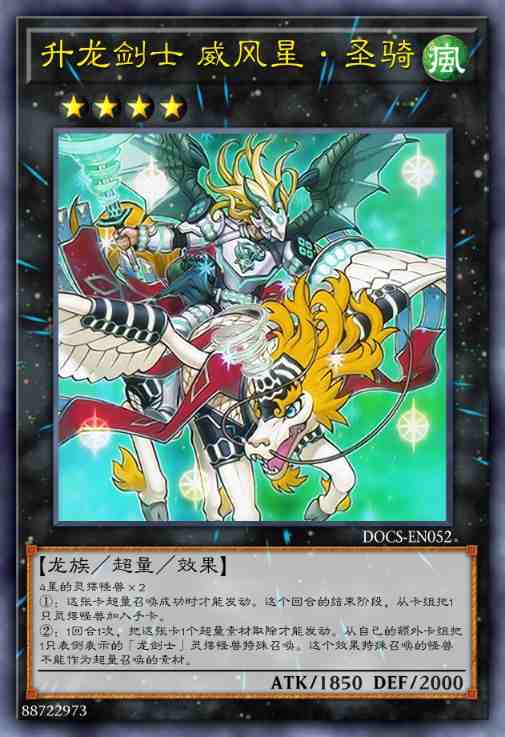 升龙剑士 威风星·圣骑
风
DOCS-EN052
【龙族／超量／效果】
4星的灵摆怪兽×2
①：这张卡超量召唤成功时才能发动。这个回合的结束阶段，从卡组把1
只灵摆怪兽加入手卡。
②：1回合1次，把这张卡1个超量素材取除才能发动。从自己的额外卡组把
1只表侧表示的「龙剑士」灵摆怪兽特殊召唤。这个效果特殊召唤的怪兽
不能作为超量召唤的素材。
ATK/1850 DEF/2000
88722973